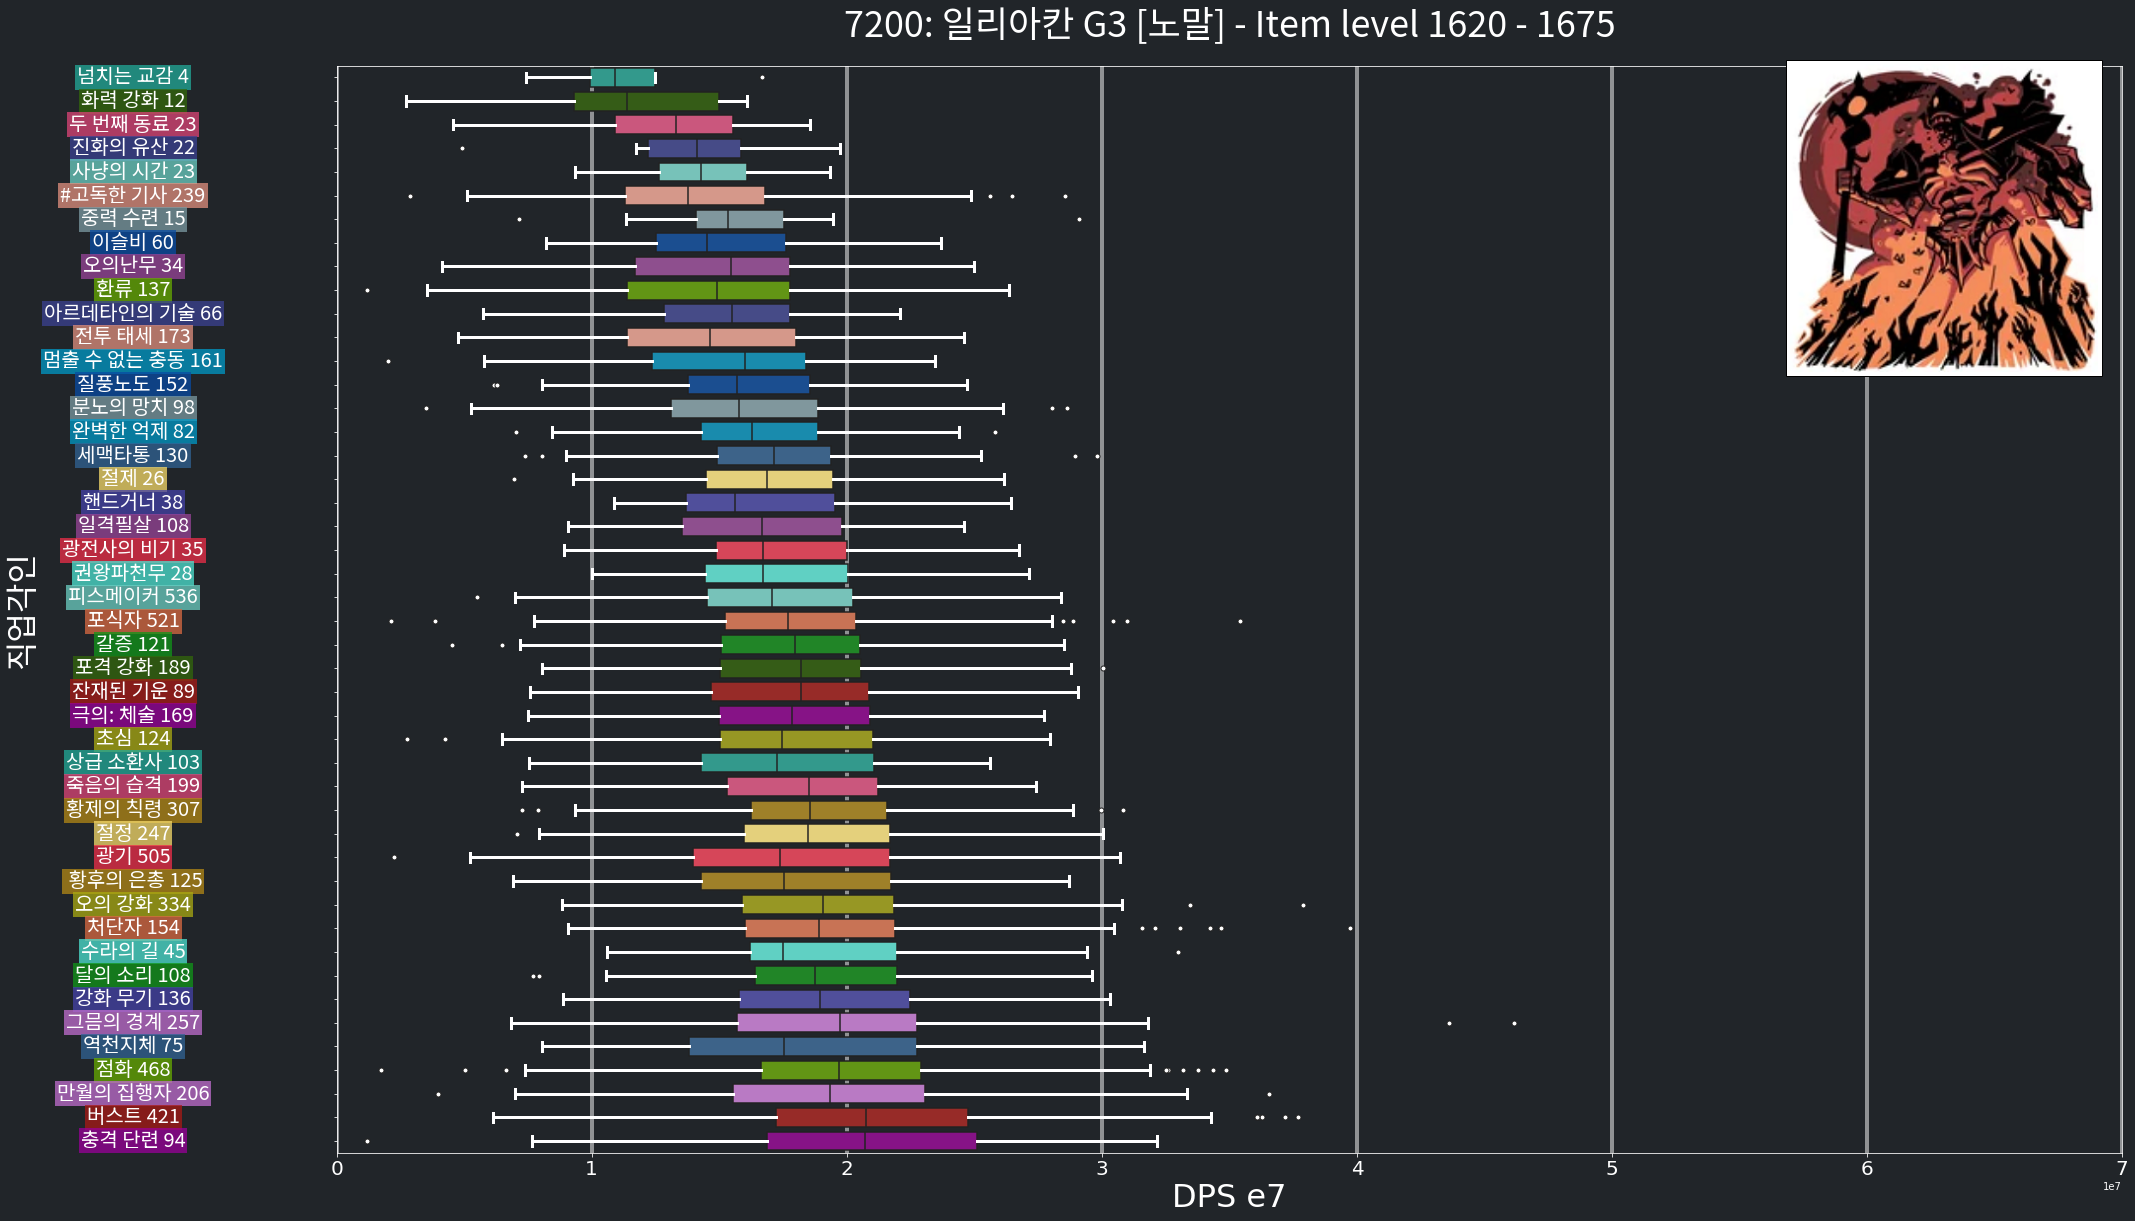 7200: 일리아칸 G3 [노말] - Item level 1620 - 1675
넘치는 교감 4
화력 강화 12
두 번째 동료 23
진화의 유산 22
사냥의 시간 23
#고독한 기사 239
중력 수련 15
이슬비 60
오의난무 34
환류 137
아르데타인의 기술 66
전투 태세 173
멈출 수 없는 충동 161
질풍노도 152
분노의 망치 98
완벽한 억제 82
세맥타통 130
절제 26
핸드거너 38
일격필살 108
광전사의 비기 35
권왕파천무 28
피스메이커 536
포식자 521
갈증 121
포격 강화 189
잔재된 기운 89
극의: 체술 169
초심 124
상급 소환사 103
죽음의 습격 199
황제의 칙령 307
절정 247
광기 505
황후의 은총 125
오의 강화 334
처단자 154
수라의 길 45
달의 소리 108
강화 무기 136
그믐의 경계 257
역천지체 75
점화 468
만월의 집행자 206
버스트 421
충격 단련 94
직업각인
0 1 2 3 4 5 6 7
1e7
DPS e7